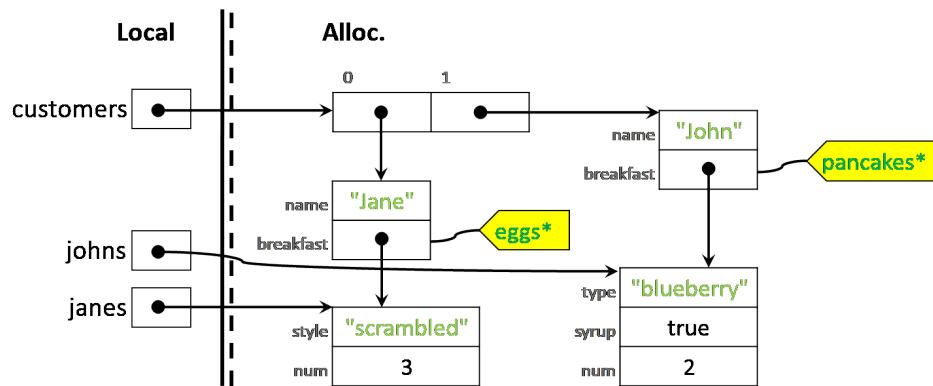 Local
Alloc.
0 1
customers
name "John"
breakfast pancakes*
name "Jane"
breakfast eggs*
johns
type "blueberry"
janes
style "scrambled"
syrup true
num 3
num 2